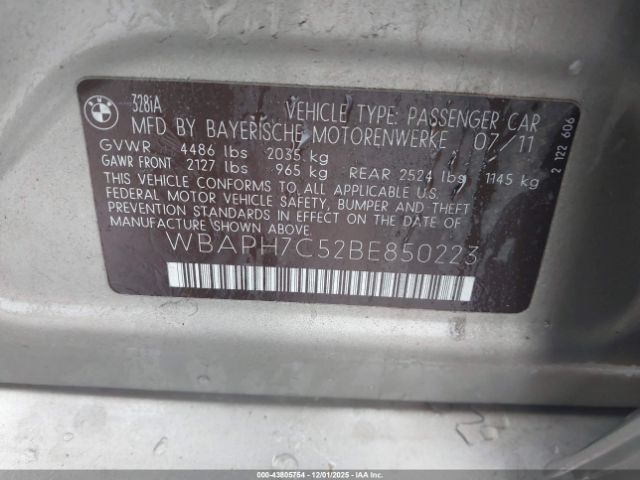 BMW
328iA
VEHICLE TYPE: PASSENGER CAR
MFD BY BAYERISCHE MOTORENWERKE 07/11
GVWR 4486 lbs 2035 kg
GAWR FRONT 2127 lbs 965 kg REAR 2524 lbs 1145 kg
THIS VEHICLE CONFORMS TO ALL APPLICABLE U.S.
FEDERAL MOTOR VEHICLE SAFETY, BUMPER AND THEFT
PREVENTION STANDARDS IN EFFECT ON THE DATE OF
MANUFACTURE SHOWN ABOVE.
WBAPH7C52BE850223
2 122 606
000-43805754 | 12/01/2025 | Copyright © IAA, LLC